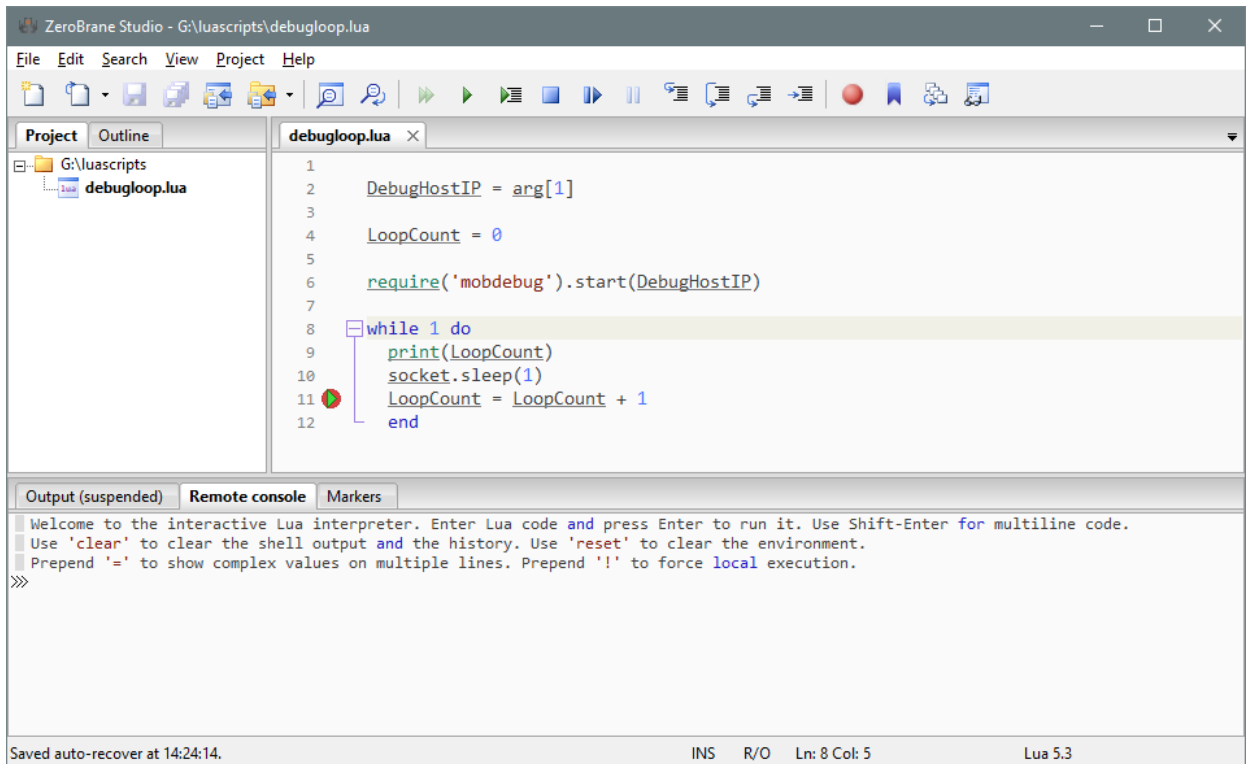 ZeroBrane Studio - G:\luascripts\debugloop.lua
File Edit Search View Project Help
Project Outline
G:\luascripts
lua debugloop.lua
debugloop.lua
1
2 DebugHostIP = arg[1]
3
4 LoopCount = 0
5
6 require('mobdebug').start(DebugHostIP)
7
8 while 1 do
9 print(LoopCount)
10 socket.sleep(1)
11 LoopCount = LoopCount + 1
12 end
Output (suspended) Remote console Markers
Welcome to the interactive Lua interpreter. Enter Lua code and press Enter to run it. Use Shift-Enter for multiline code.
Use 'clear' to clear the shell output and the history. Use 'reset' to clear the environment.
Prepend '=' to show complex values on multiple lines. Prepend '!' to force local execution.
>>>
Saved auto-recover at 14:24:14. INS R/O Ln: 8 Col: 5 Lua 5.3